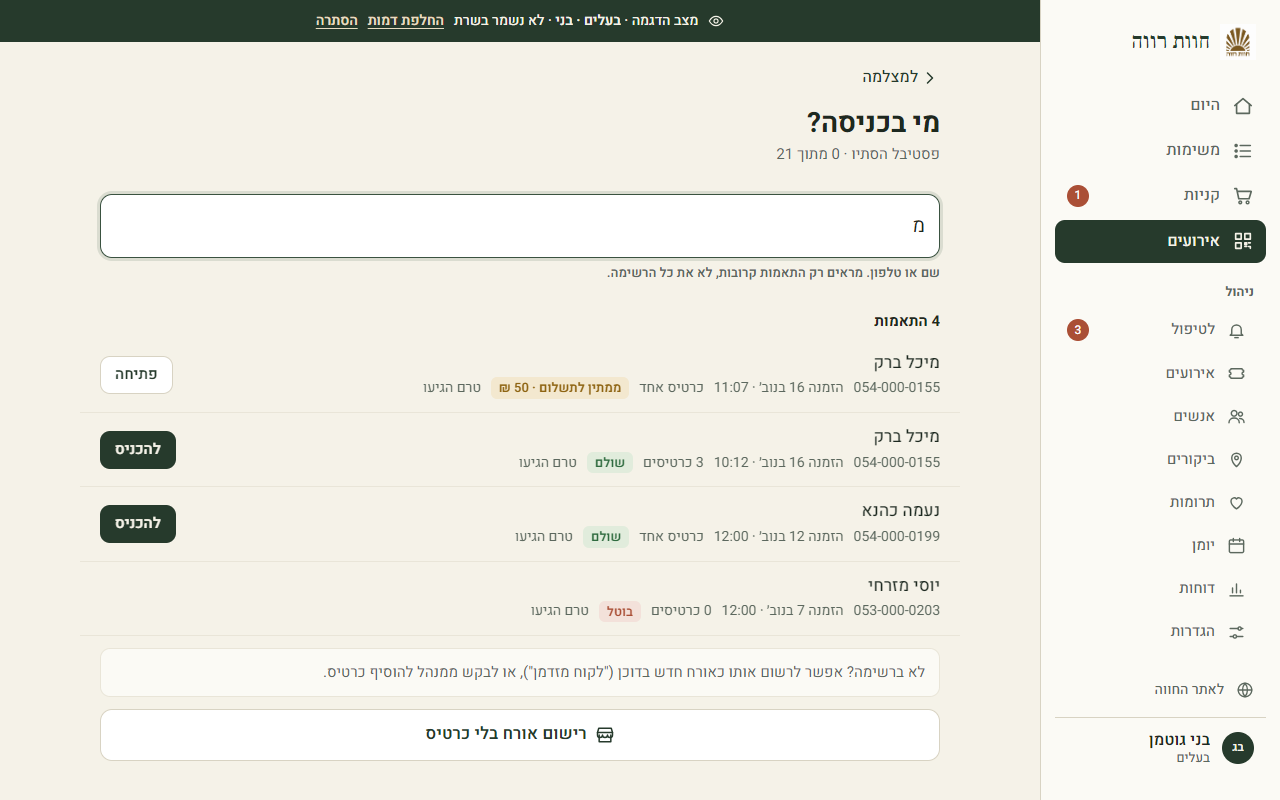 מצב הדגמה · בעלים · בני · לא נשמר בשרת החלפת דמות הסתרה
חוות רווה
היום
משימות
קניות 1
אירועים
ניהול
לטיפול 3
אירועים
אנשים
ביקורים
תרומות
יומן
דוחות
הגדרות
לאתר החווה
בג בני גוטמן
בעלים
למצלמה
מי בכניסה?
פסטיבל הסתיו · 0 מתוך 21
מ
שם או טלפון. מראים רק התאמות קרובות, לא את כל הרשימה.
4 התאמות
מיכל ברק
054-000-0155 הזמנה 16 בנוב׳ · 11:07 כרטיס אחד ממתין לתשלום · 50 ₪ טרם הגיעו
פתיחה
מיכל ברק
054-000-0155 הזמנה 16 בנוב׳ · 10:12 3 כרטיסים שולם טרם הגיעו
להכניס
נעמה כהנא
054-000-0199 הזמנה 12 בנוב׳ · 12:00 כרטיס אחד שולם טרם הגיעו
להכניס
יוסי מזרחי
053-000-0203 הזמנה 7 בנוב׳ · 12:00 0 כרטיסים בוטל טרם הגיעו
לא ברשימה? אפשר לרשום אותו כאורח חדש בדוכן ("לקוח מזדמן"), או לבקש ממנהל להוסיף כרטיס.
רישום אורח בלי כרטיס